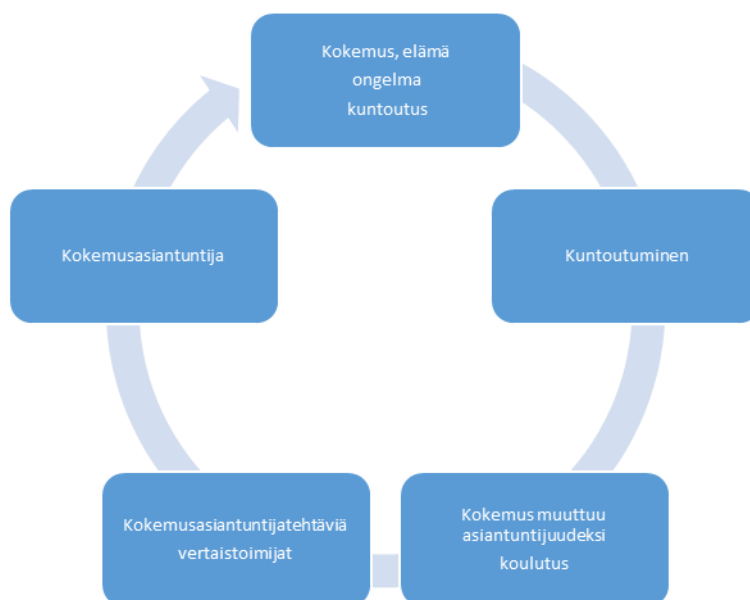 Kokemus, elämä
ongelma
kuntoutus
Kuntoutuminen
Kokemus muuttuu
asiantuntijuudeksi
koulutus
Kokemusasiantuntijatehtäviä
vertaistoimijat
Kokemusasiantuntija